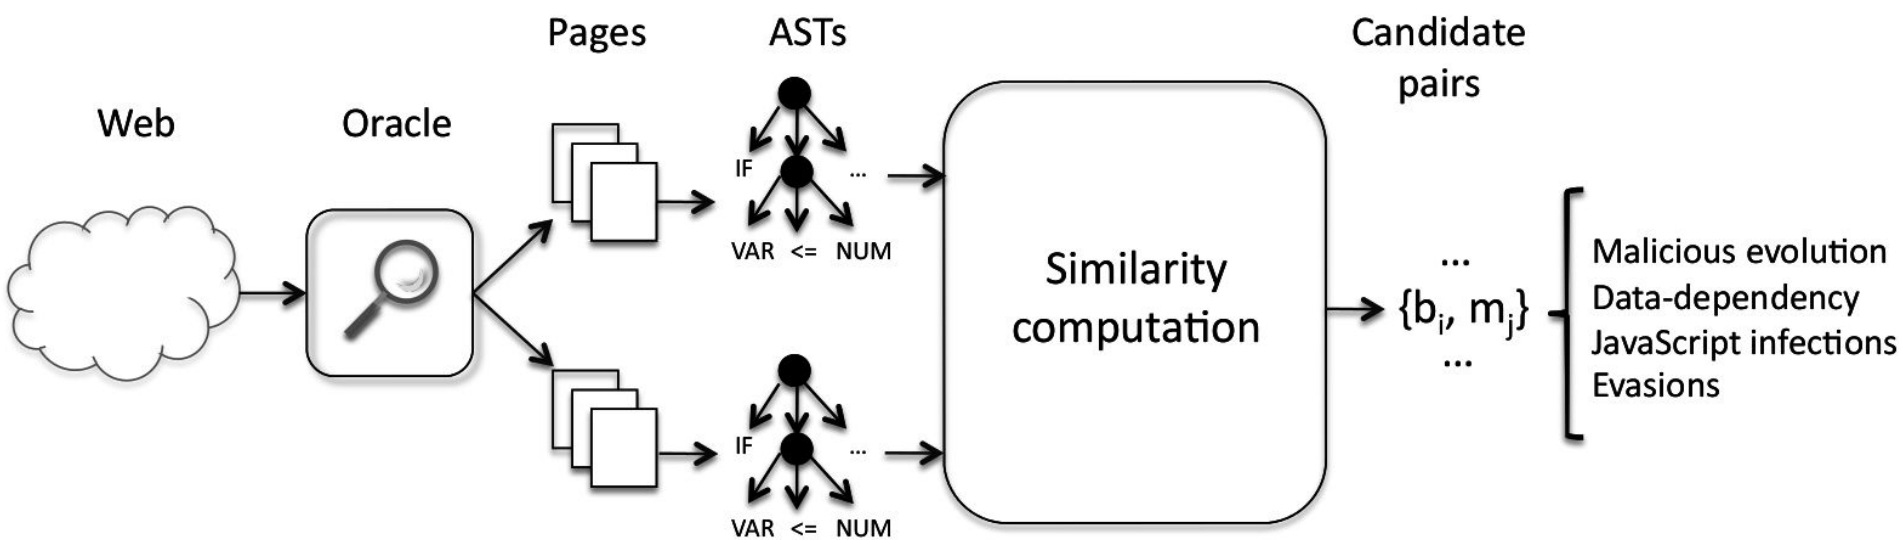 Pages
ASTs
Candidate
pairs
Web
Oracle
IF
...
VAR <= NUM
IF
...
VAR <= NUM
Similarity
computation
...
{bi, mj}
...
Malicious evolution
Data-dependency
JavaScript infections
Evasions